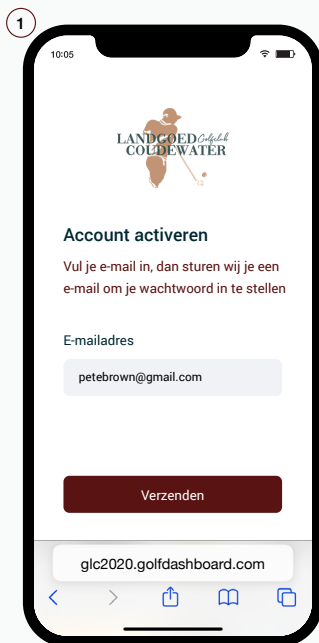 1
10:05
LANDGOED Golfclub
COUDEWATER
Account activeren
Vul je e-mail in, dan sturen wij je een
e-mail om je wachtwoord in te stellen
E-mailadres
petebrown@gmail.com
Verzenden
glc2020.golfdashboard.com